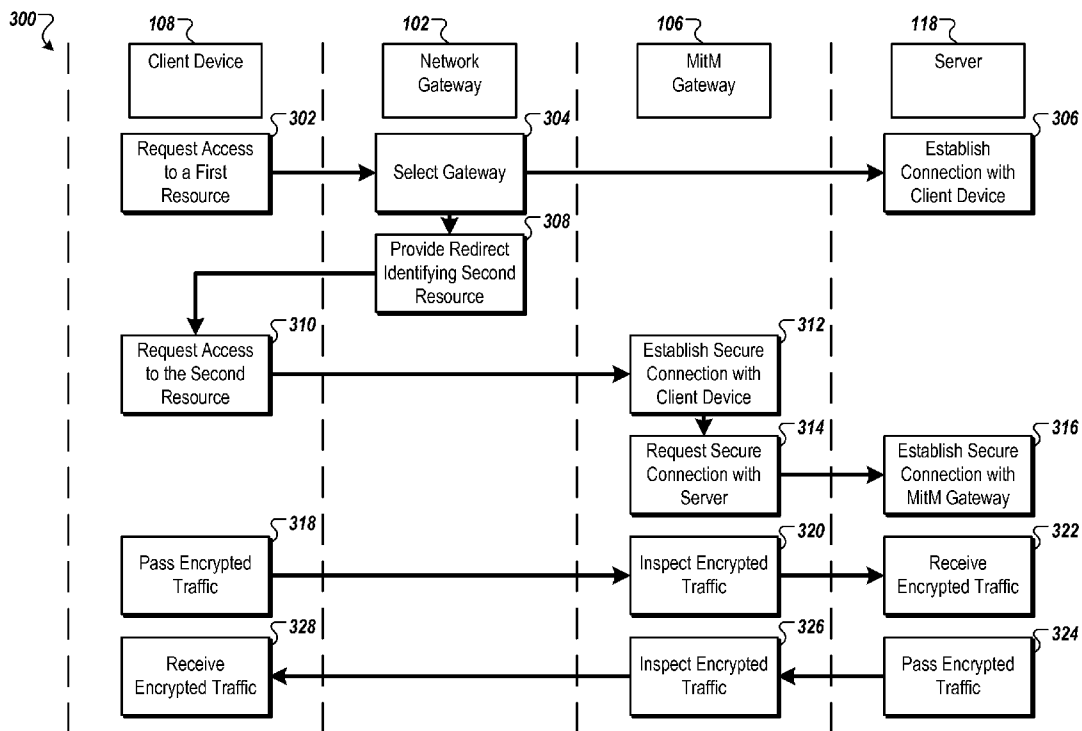 300
108
102
106
118
Client Device
Network
Gateway
MitM
Gateway
Server
302
304
306
Request Access
to a First
Resource
Select Gateway
Establish
Connection with
Client Device
308
Provide Redirect
Identifying Second
Resource
310
312
Request Access
to the Second
Resource
Establish Secure
Connection with
Client Device
314
316
Request Secure
Connection with
Server
Establish Secure
Connection with
MitM Gateway
318
320
322
Pass Encrypted
Traffic
Inspect Encrypted
Traffic
Receive
Encrypted Traffic
328
326
324
Receive
Encrypted Traffic
Inspect Encrypted
Traffic
Pass Encrypted
Traffic